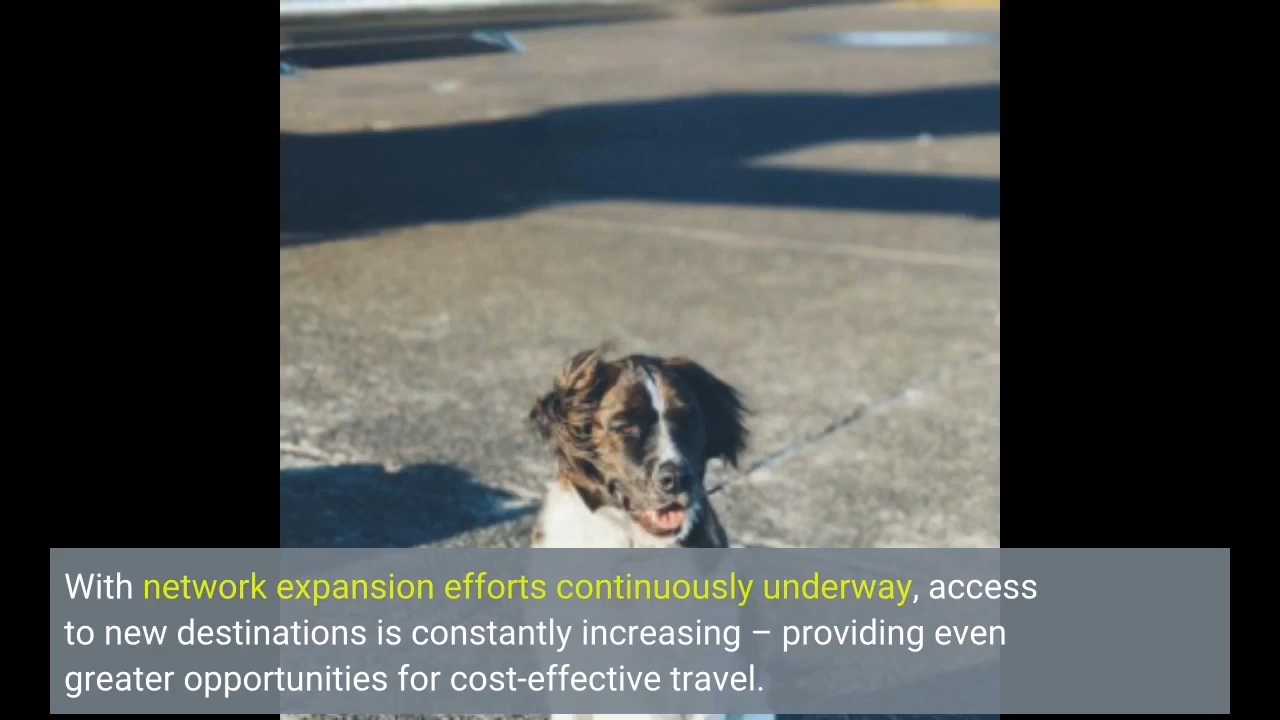 With network expansion efforts continuously underway, access
to new destinations is constantly increasing – providing even
greater opportunities for cost-effective travel.